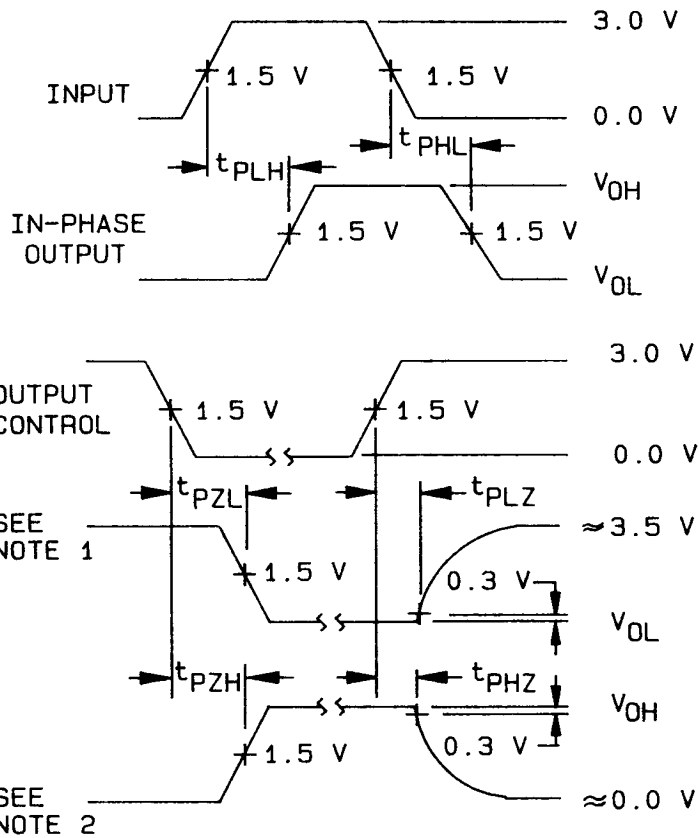 3.0 V
1.5 V
1.5 V
INPUT
0.0 V
tPLH
tPHL
VOH
IN-PHASE
OUTPUT
1.5 V
1.5 V
VOL
3.0 V
OUTPUT
CONTROL
1.5 V
1.5 V
0.0 V
tPZL
tPLZ
SEE
NOTE 1
≈3.5 V
1.5 V
0.3 V
VOL
tPZH
tPHZ
VOH
1.5 V
0.3 V
SEE
NOTE 2
≈0.0 V